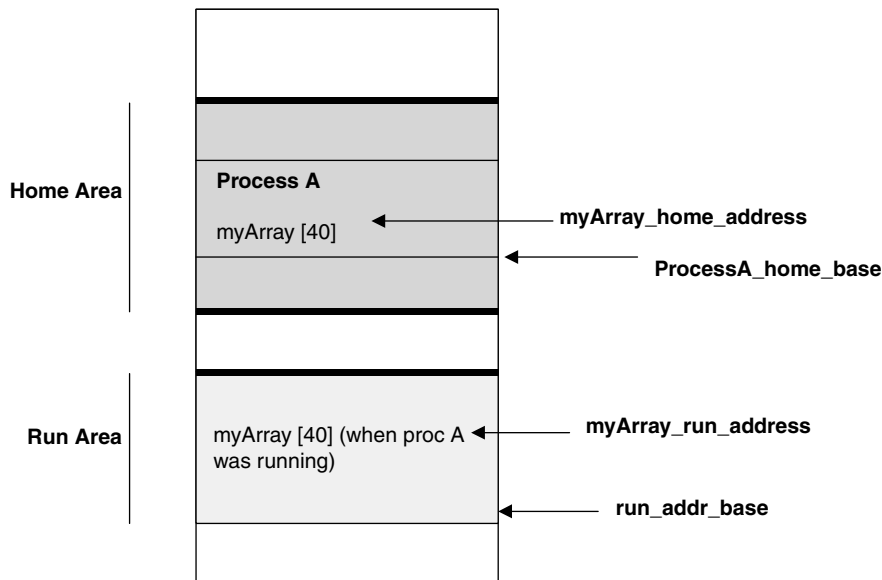 Process A
Home Area
myArray [40]
myArray_home_address
ProcessA_home_base
Run Area
myArray [40] (when proc A
was running)
myArray_run_address
run_addr_base